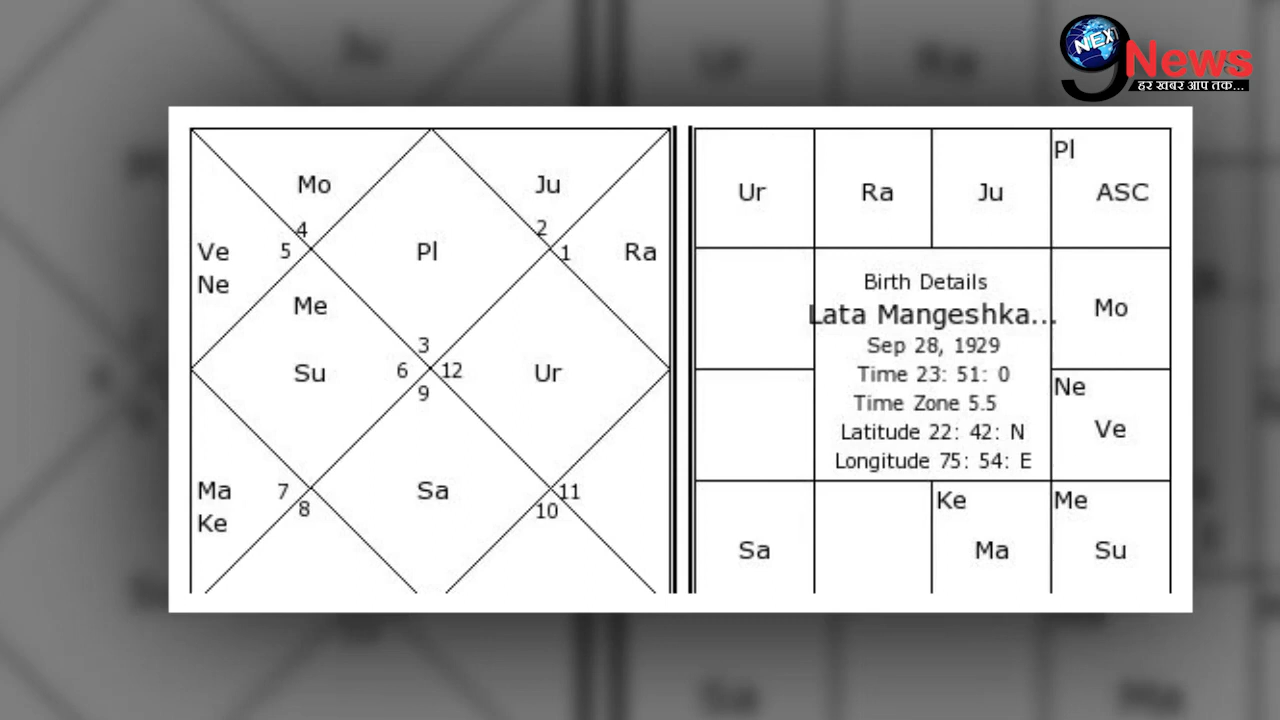 9 NEXT News
हर खबर आप तक...
Mo
Ju
4
2
Ve
5
Pl
1
Ra
Ne
Me
3
Su
6
12
Ur
9
Ma
7
Sa
11
Ke
8
10
Ur
Ra
Ju
Pl
ASC
Birth Details
Lata Mangeshka...
Sep 28, 1929
Time 23: 51: 0
Time Zone 5.5
Latitude 22: 42: N
Longitude 75: 54: E
Mo
Ne
Ve
Sa
Ke
Ma
Me
Su